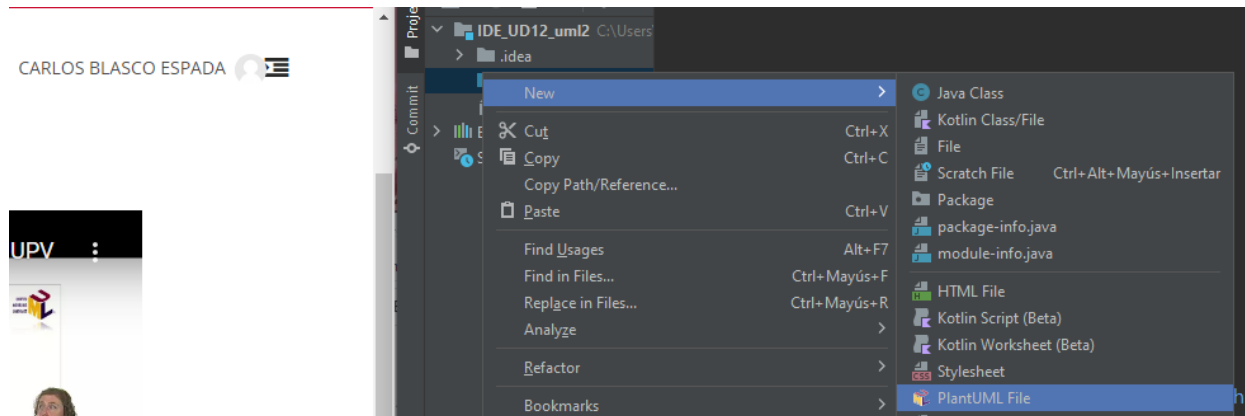 CARLOS BLASCO ESPADA
UPV
Proje
Commit
IDE_UD12_uml2 C:\Users
.idea
New
Cut Ctrl+X
Copy Ctrl+C
Copy Path/Reference...
Paste Ctrl+V
Find Usages Alt+F7
Find in Files... Ctrl+Mayús+F
Replace in Files... Ctrl+Mayús+R
Analyze
Refactor
Bookmarks
Java Class
Kotlin Class/File
File
Scratch File Ctrl+Alt+Mayús+Insertar
Package
package-info.java
module-info.java
HTML File
Kotlin Script (Beta)
Kotlin Worksheet (Beta)
Stylesheet
PlantUML File